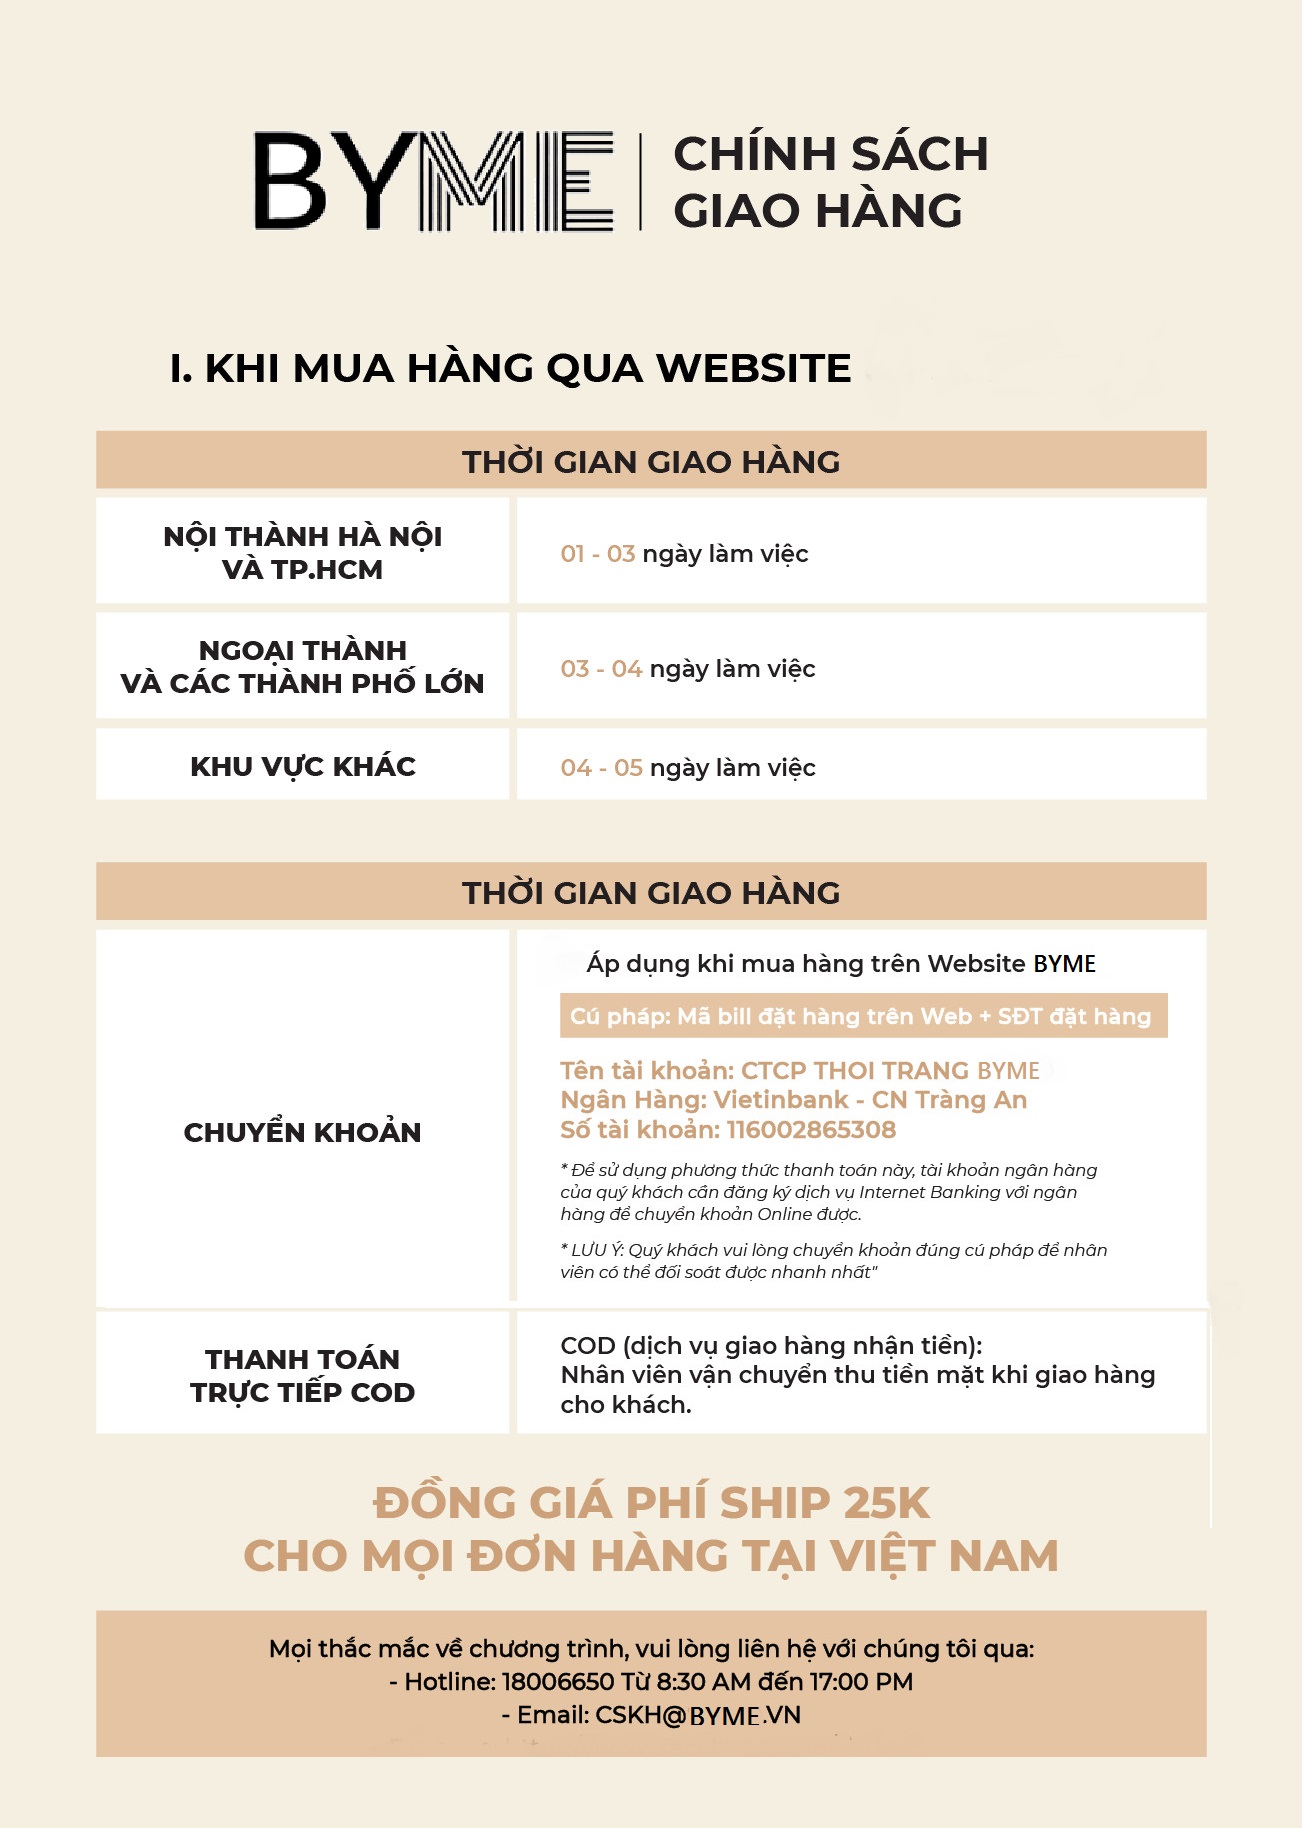 BYME
CHÍNH SÁCH
GIAO HÀNG
I. KHI MUA HÀNG QUA WEBSITE
THỜI GIAN GIAO HÀNG
NỘI THÀNH HÀ NỘI
VÀ TP.HCM
01 - 03 ngày làm việc
NGOẠI THÀNH
VÀ CÁC THÀNH PHỐ LỚN
03 - 04 ngày làm việc
KHU VỰC KHÁC
04 - 05 ngày làm việc
THỜI GIAN GIAO HÀNG
CHUYỂN KHOẢN
Áp dụng khi mua hàng trên Website BYME
Cú pháp: Mã bill đặt hàng trên Web + SĐT đặt hàng
Tên tài khoản: CTCP THOI TRANG BYME
Ngân Hàng: Vietinbank - CN Tràng An
Số tài khoản: 116002865308
* Để sử dụng phương thức thanh toán này, tài khoản ngân hàng
của quý khách cần đăng ký dịch vụ Internet Banking với ngân
hàng để chuyển khoản Online được.
* LƯU Ý: Quý khách vui lòng chuyển khoản đúng cú pháp để nhân
viên có thể đối soát được nhanh nhất"
THANH TOÁN
TRỰC TIẾP COD
COD (dịch vụ giao hàng nhận tiền):
Nhân viên vận chuyển thu tiền mặt khi giao hàng
cho khách.
ĐỒNG GIÁ PHÍ SHIP 25K
CHO MỌI ĐƠN HÀNG TẠI VIỆT NAM
Mọi thắc mắc về chương trình, vui lòng liên hệ với chúng tôi qua:
- Hotline: 18006650 Từ 8:30 AM đến 17:00 PM
- Email: CSKH@BYME.VN